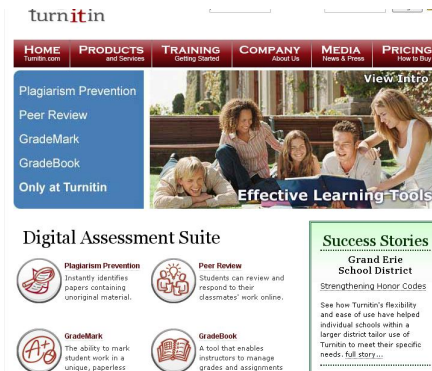 turnitin
HOME PRODUCTS TRAINING COMPANY MEDIA PRICING
Turnitin.com and Services Getting Started About Us News & Press How to Buy
Plagiarism Prevention
Peer Review
GradeMark
GradeBook
Only at Turnitin
View Intro
Effective Learning Tools
Digital Assessment Suite
Plagiarism Prevention
Instantly identifies
papers containing
unoriginal material.
Peer Review
Students can review and
respond to their
classmates' work online.
GradeMark
The ability to mark
student work in a
unique, paperless
GradeBook
A tool that enables
instructors to manage
grades and assignments
Success Stories
Grand Erie
School District
Strengthening Honor Codes
See how Turnitin's flexibility
and ease of use have helped
individual schools within a
larger district tailor use of
Turnitin to meet their specific
needs. full story...